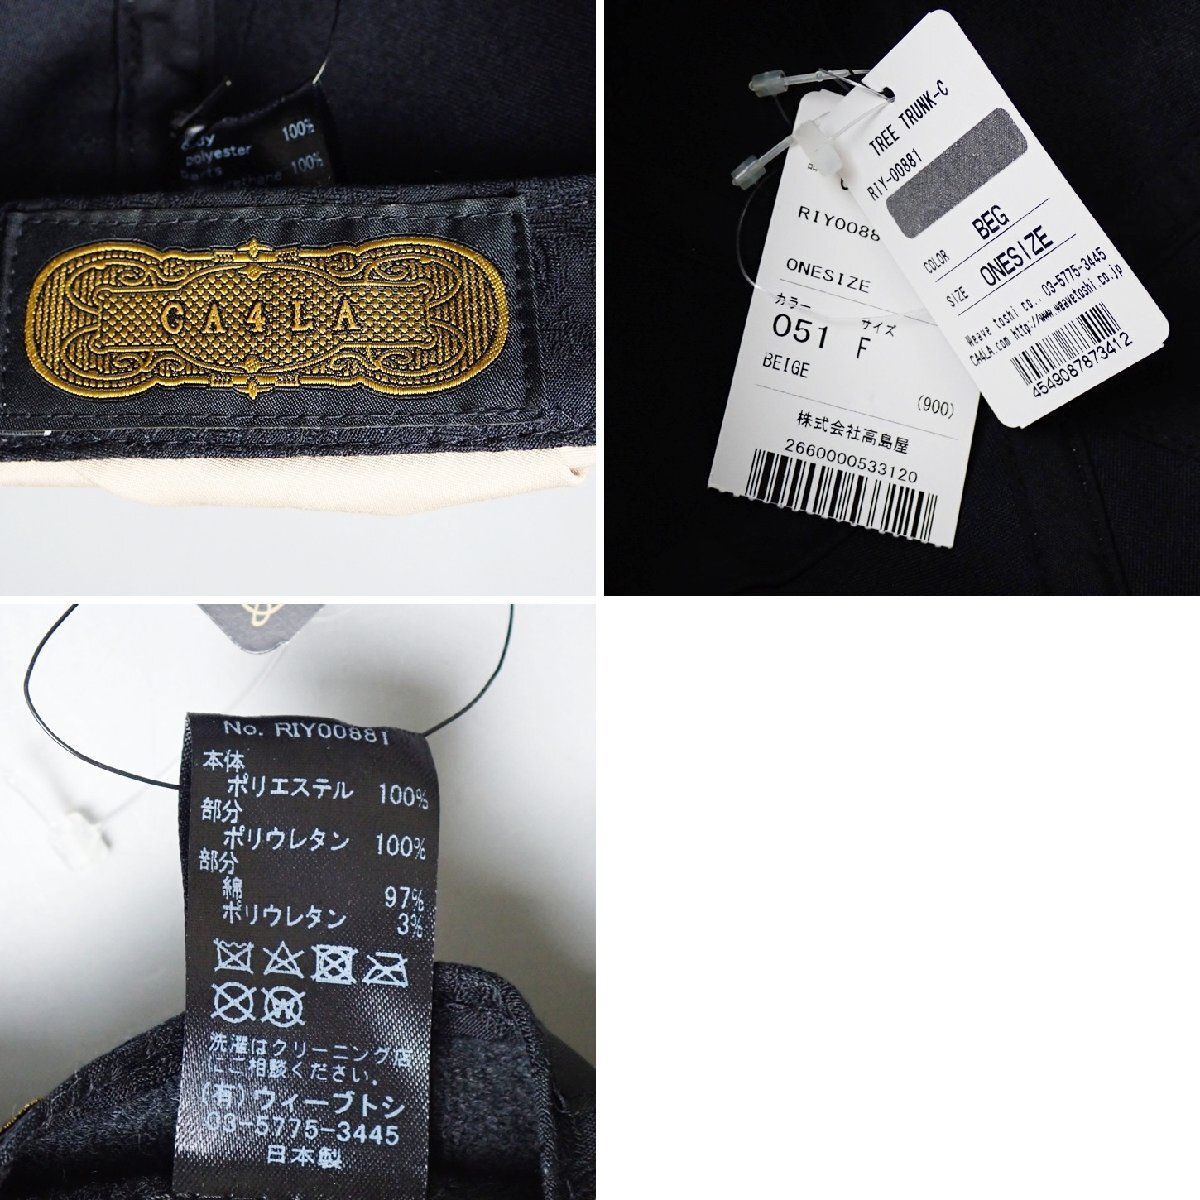 100%
polyester
100%
CA4LA
TREE TRUNK-C
RIY-00881
COLOR BEG
SIZE ONESIZE
Weave toshi co.. 03-5775-3445
CA4LA.com http://www.weavetoshi.co.jp
4549087873412
RIY0088
ONESIZE
カラー サイズ
051 F
BEIGE
(900)
株式会社高島屋
2660000533120
No. RIY00881
本体
ポリエステル 100%
部分
ポリウレタン 100%
部分
綿 97%
ポリウレタン 3%
洗濯はクリーニング店
にご相談ください。
(有)ウィーブトシ
03-5775-3445
日本製